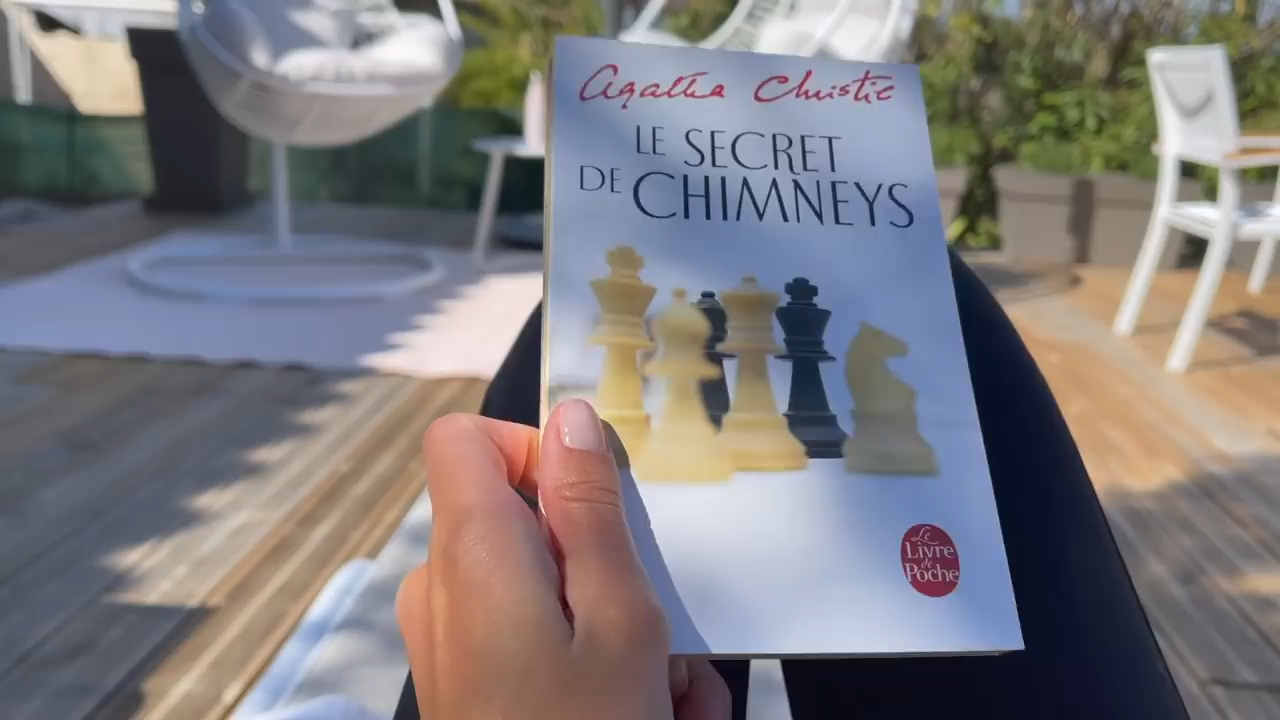 Agatha Christie
LE SECRET
DE CHIMNEYS
Le
Livre
de
Poche